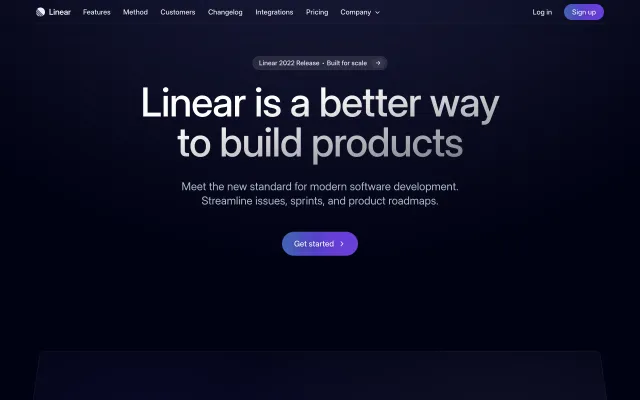 Linear Features Method Customers Changelog Integrations Pricing Company Log in Sign up
Linear 2022 Release • Built for scale →
Linear is a better way
to build products
Meet the new standard for modern software development.
Streamline issues, sprints, and product roadmaps.
Get started